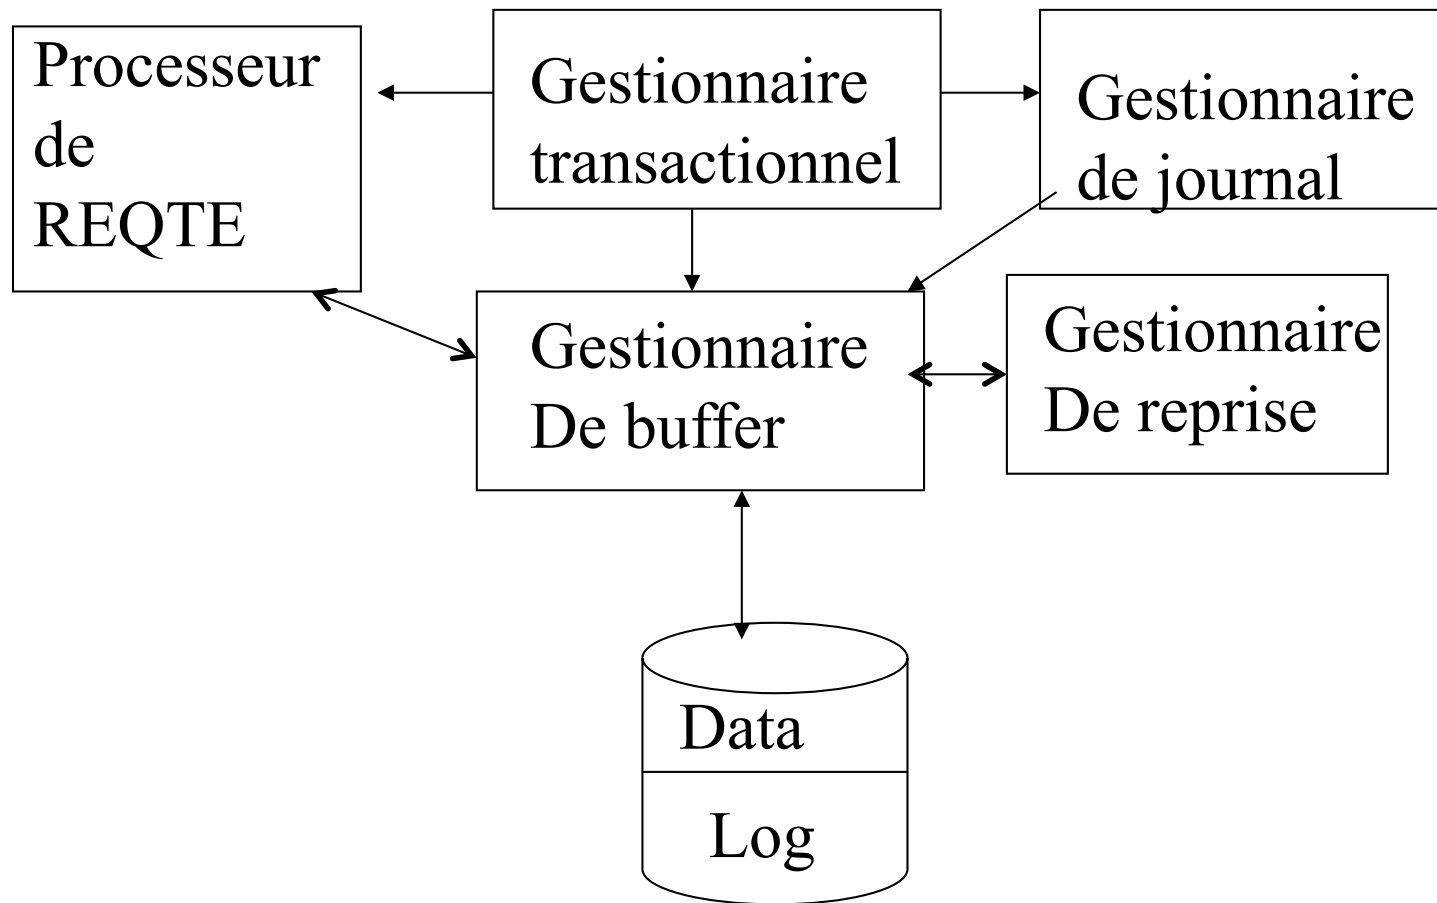 Processeur
de
REQTE
Gestionnaire
transactionnel
Gestionnaire
de journal
Gestionnaire
De buffer
Gestionnaire
De reprise
Data
Log